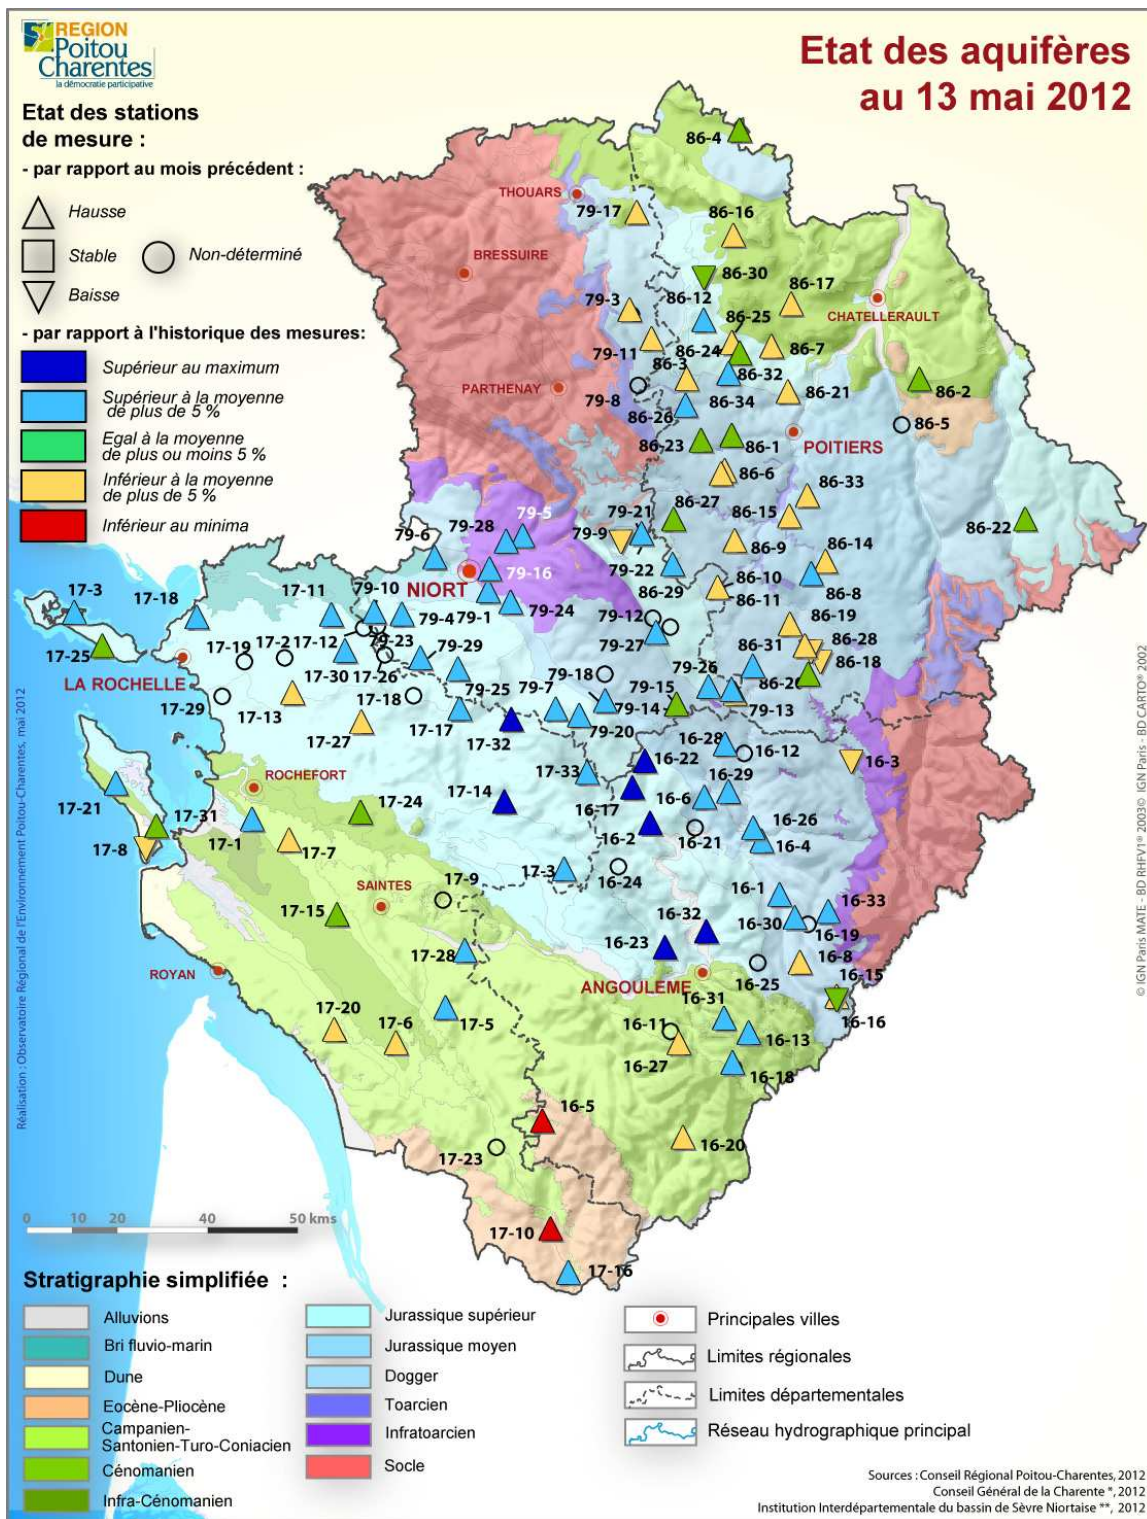 REGION
Poitou
Charentes
la démocratie participative
Etat des aquifères
au 13 mai 2012
Etat des stations
de mesure :
- par rapport au mois précédent :
Hausse
Stable
Non-déterminé
Baisse
- par rapport à l'historique des mesures:
Supérieur au maximum
Supérieur à la moyenne
de plus de 5 %
Egal à la moyenne
de plus ou moins 5 %
Inférieur à la moyenne
de plus de 5 %
Inférieur au minima
86-4
THOUARS
79-17
86-16
BRESSUIRE
86-30
86-12
86-17
79-3
CHATELLERAULT
86-25
79-11
86-24
86-7
86-3
PARTHENAY
79-8
86-32
86-21
86-2
86-26
86-34
86-5
86-23
86-1
POITIERS
86-6
86-33
86-27
79-21
86-15
79-28
79-5
79-9
86-22
79-6
86-9
86-14
79-16
79-22
NIORT
86-10
86-8
86-29
86-11
17-3
17-18
17-11
79-10
79-4
79-1
79-24
79-12
86-19
17-25
17-19
17-2
17-12
79-23
79-29
79-27
86-31
86-28
LA ROCHELLE
17-30
17-26
79-18
79-26
86-18
86-20
17-29
17-13
17-18
79-25
79-7
79-15
79-14
79-13
17-27
17-17
17-32
79-20
16-28
16-12
16-22
16-3
ROCHEFORT
17-33
16-29
17-21
17-24
17-14
16-17
16-6
17-31
16-26
17-8
17-1
17-7
16-2
16-21
16-4
17-9
17-3
16-24
SAINTES
16-1
16-33
17-15
16-32
16-30
16-19
17-28
16-23
16-8
ROYAN
ANGOULEME
16-25
16-15
16-31
16-16
17-20
17-6
17-5
16-11
16-13
16-27
16-18
16-5
17-23
16-20
17-10
17-16
0 10 20 40 50 kms
Réalisation : Observatoire Régional de l'Environnement Poitou-Charentes, mai 2012
© IGN Paris MATE - BD RHFV1® 2003© IGN Paris - BD CARTO® 2002
Stratigraphie simplifiée :
Alluvions
Bri fluvio-marin
Dune
Eocène-Pliocène
Campanien-
Santonien-Turo-Coniacien
Cénomanien
Infra-Cénomanien
Jurassique supérieur
Jurassique moyen
Dogger
Toarcien
Infratoarcien
Socle
Principales villes
Limites régionales
Limites départementales
Réseau hydrographique principal
Sources : Conseil Régional Poitou-Charentes, 2012
Conseil Général de la Charente *, 2012
Institution Interdépartementale du bassin de Sèvre Niortaise **, 2012